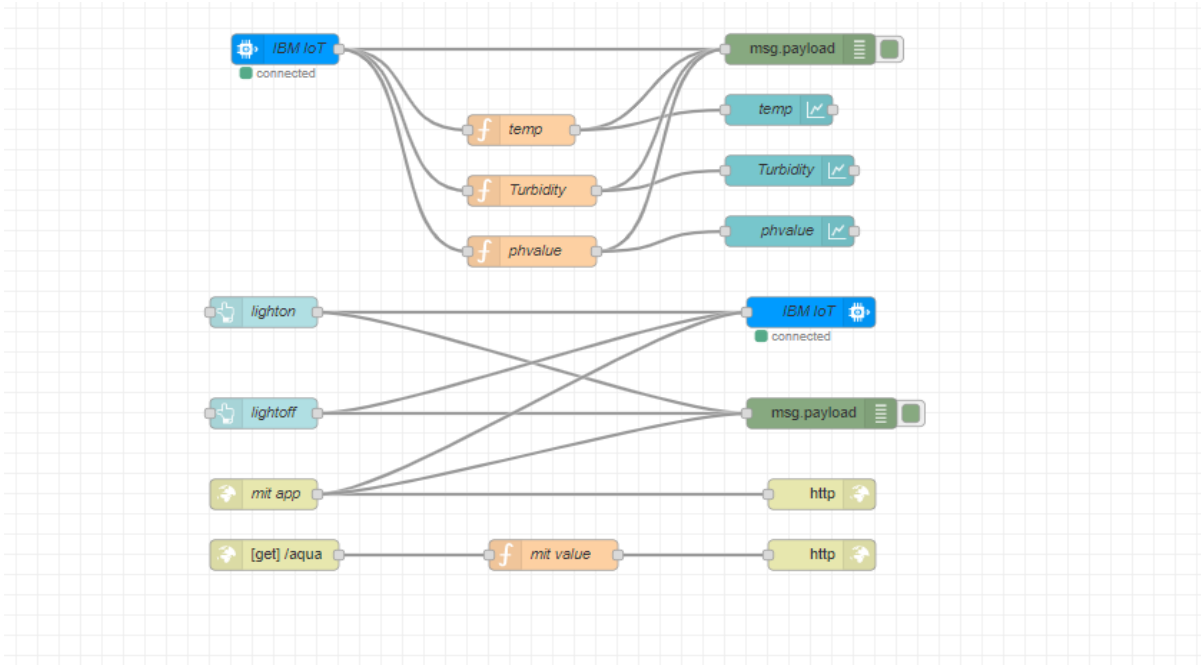 IBM IoT
msg.payload
connected
temp
temp
Turbidity
Turbidity
phvalue
phvalue
lighton
IBM IoT
connected
lightoff
msg.payload
mit app
http
[get] /aqua
mit value
http